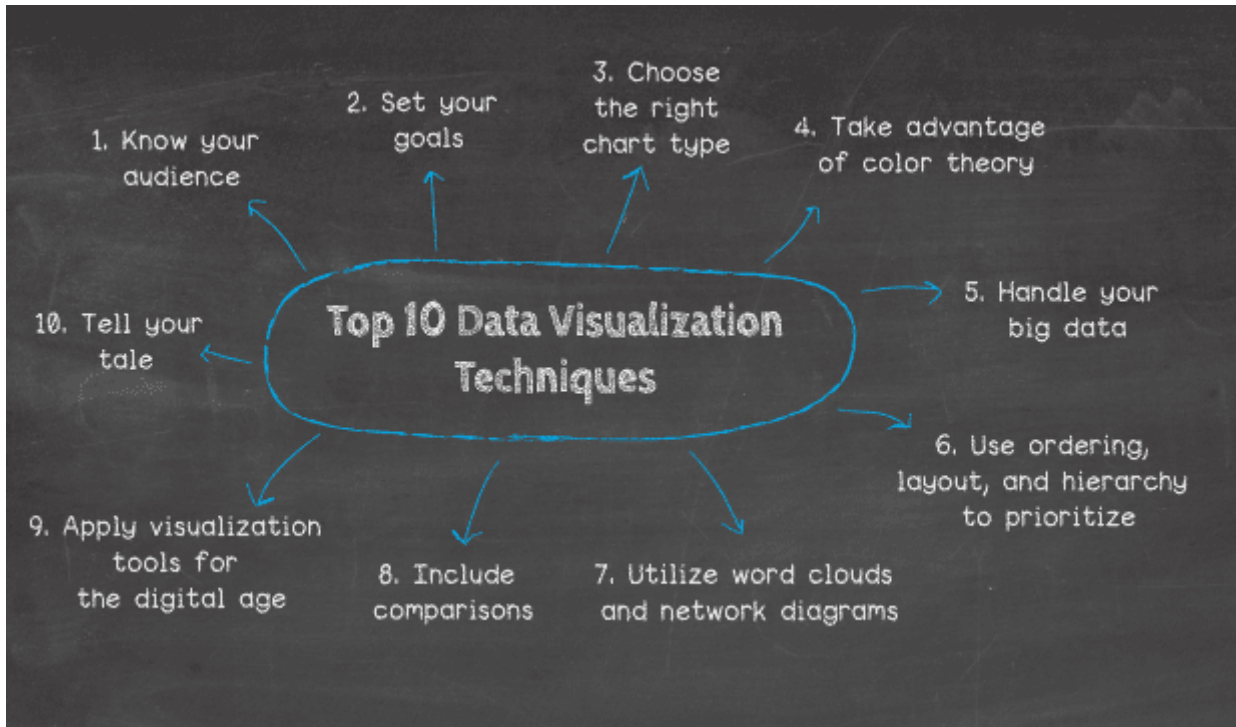 Top 10 Data Visualization
Techniques
1. Know your
audience
2. Set your
goals
3. Choose
the right
chart type
4. Take advantage
of color theory
5. Handle your
big data
6. Use ordering,
layout, and hierarchy
to prioritize
7. Utilize word clouds
and network diagrams
8. Include
comparisons
9. Apply visualization
tools for
the digital age
10. Tell your
tale